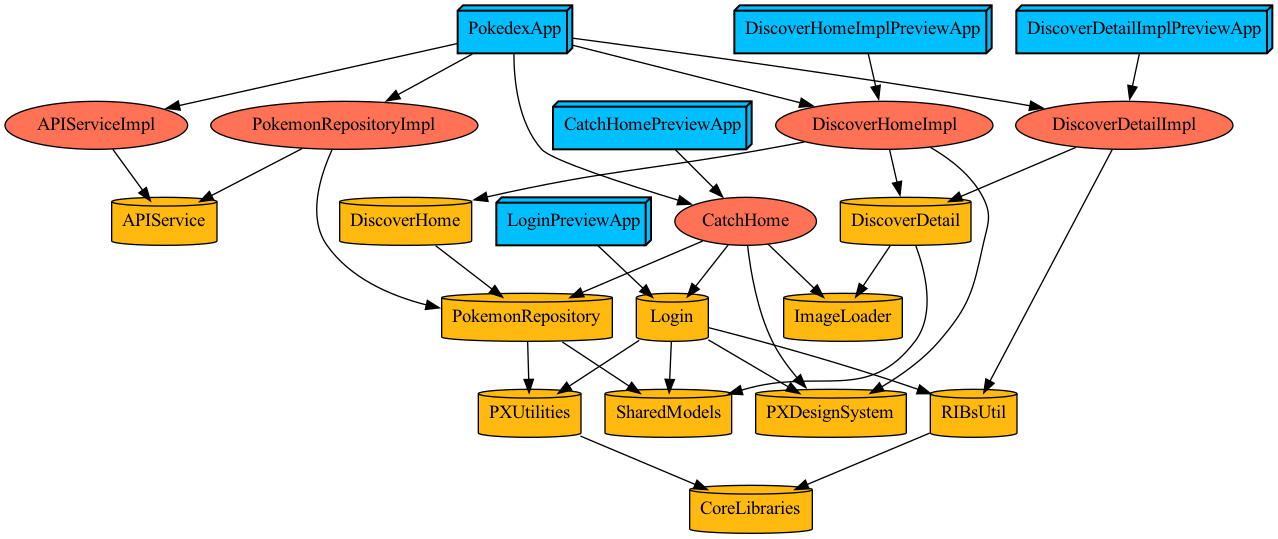 PokedexApp
DiscoverHomeImplPreviewApp
DiscoverDetailImplPreviewApp
APIServiceImpl
PokemonRepositoryImpl
CatchHomePreviewApp
DiscoverHomeImpl
DiscoverDetailImpl
APIService
DiscoverHome
LoginPreviewApp
CatchHome
DiscoverDetail
PokemonRepository
Login
ImageLoader
PXUtilities
SharedModels
PXDesignSystem
RIBsUtil
CoreLibraries